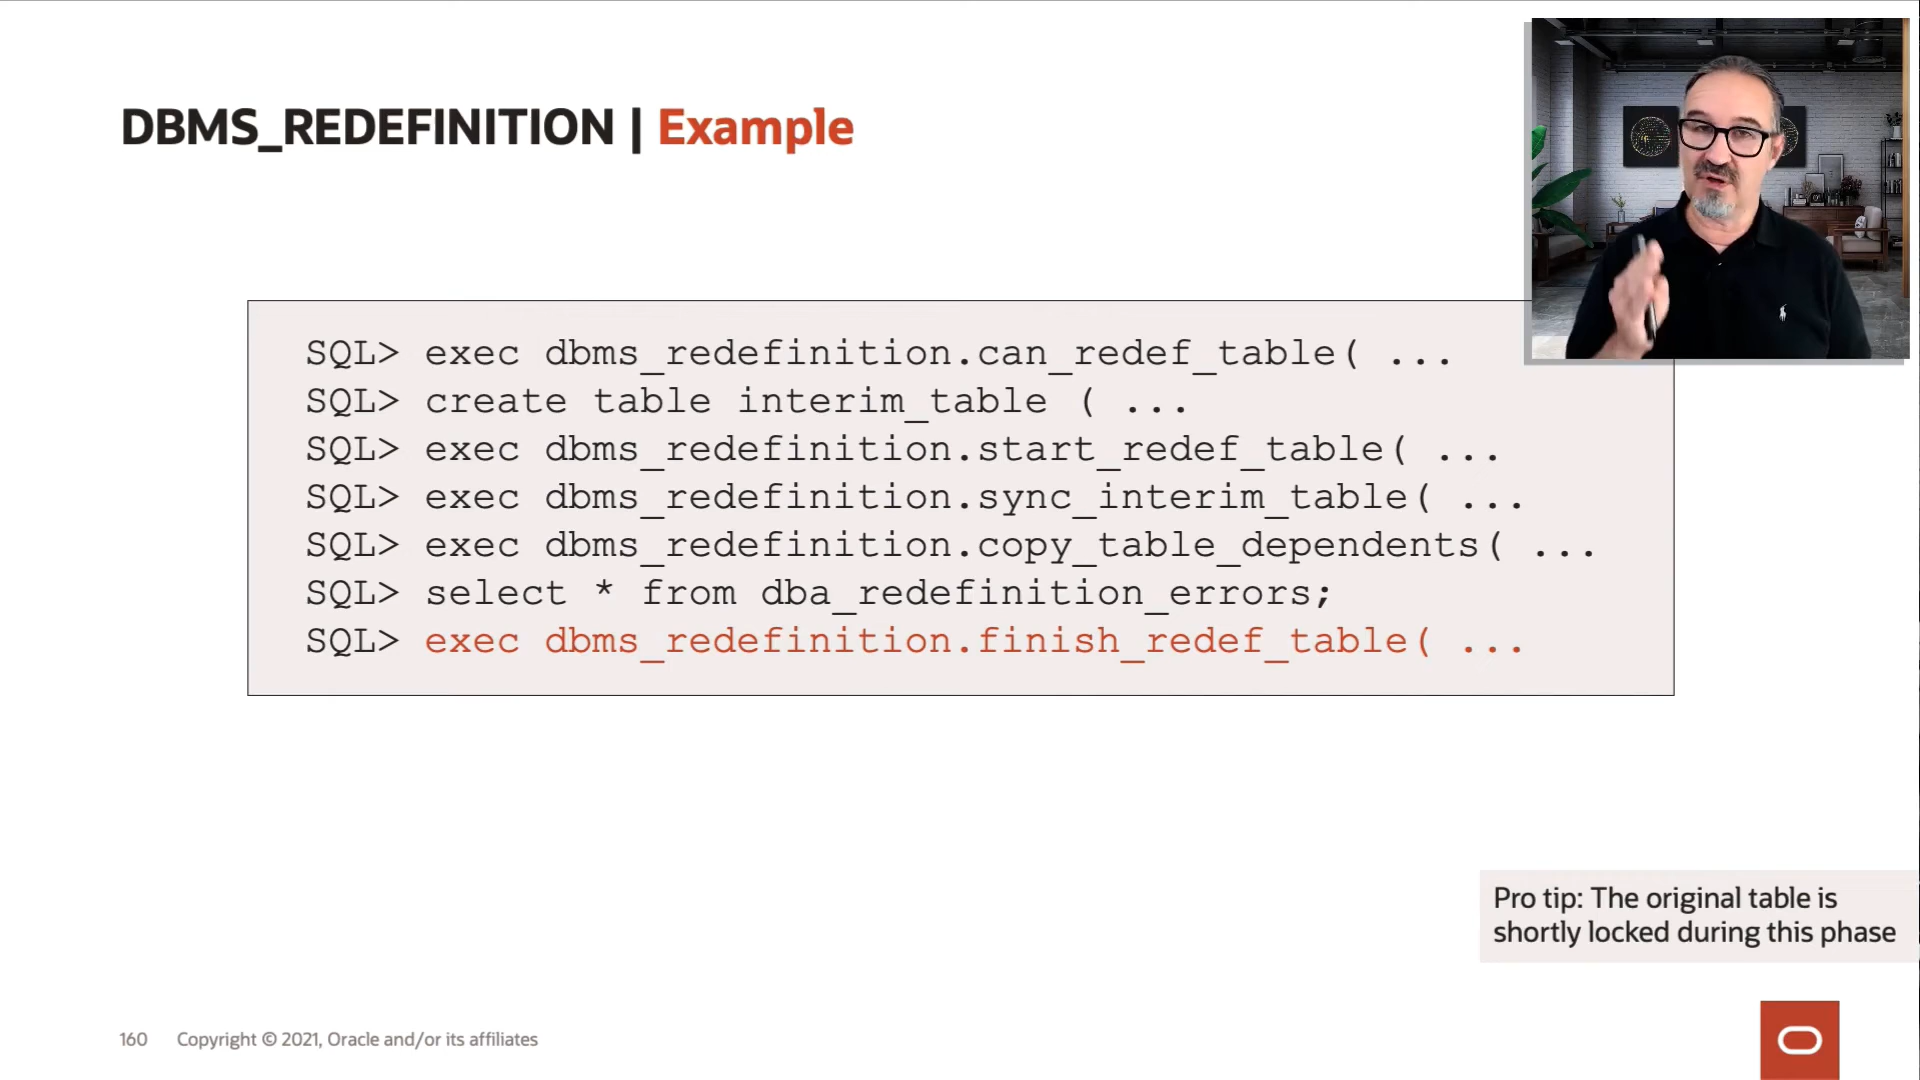 DBMS_REDEFINITION | Example
SQL> exec dbms_redefinition.can_redef_table( ...
SQL> create table interim_table ( ...
SQL> exec dbms_redefinition.start_redef_table( ...
SQL> exec dbms_redefinition.sync_interim_table( ...
SQL> exec dbms_redefinition.copy_table_dependents( ...
SQL> select * from dba_redefinition_errors;
SQL> exec dbms_redefinition.finish_redef_table( ...
Pro tip: The original table is
shortly locked during this phase
160 Copyright © 2021, Oracle and/or its affiliates